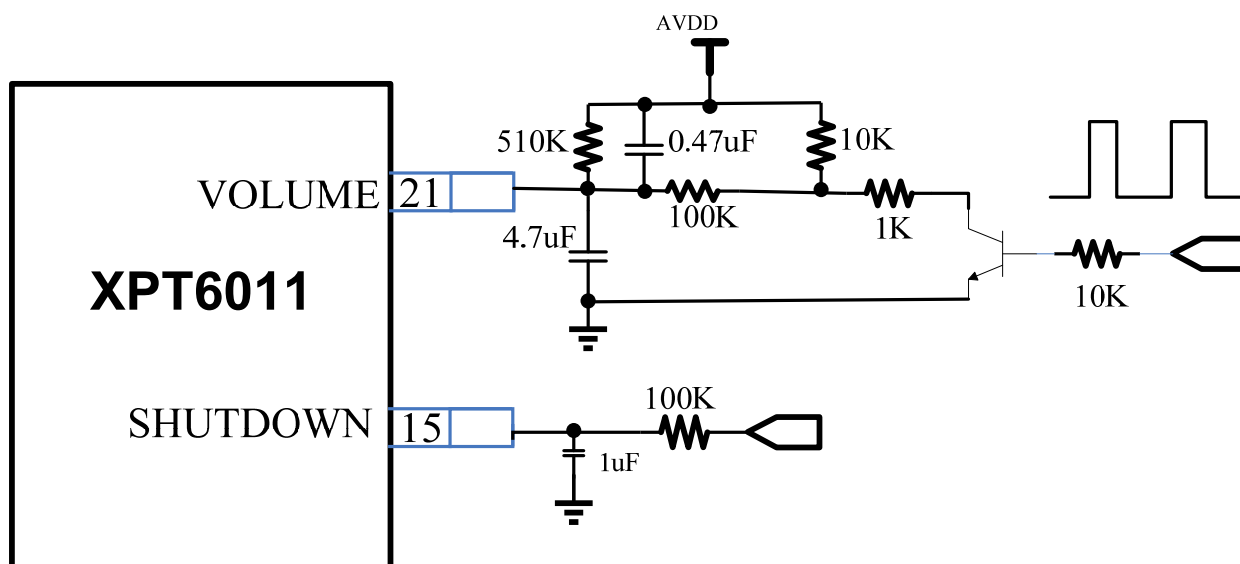 AVDD
510K
0.47uF
10K
VOLUME 21
100K
1K
4.7uF
XPT6011
10K
SHUTDOWN 15
100K
1uF